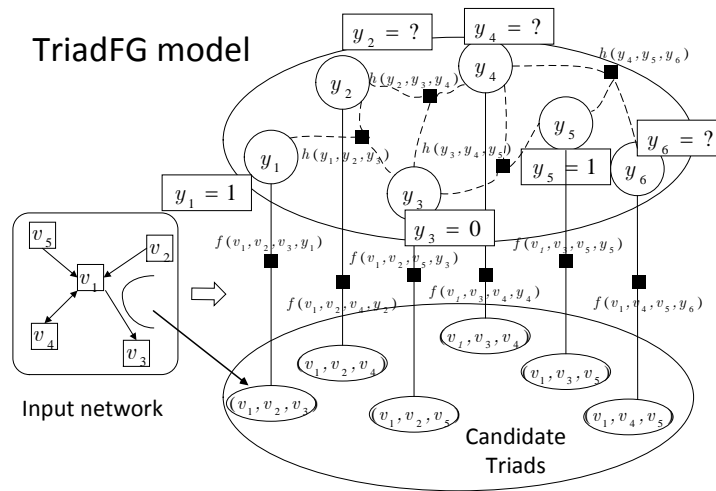 TriadFG model
y₂ = ?
y₄ = ?
h(y₄, y₅, y₆)
h(y₂, y₃, y₄)
y₂
y₄
y₅
y₆ = ?
h(y₁, y₂, y₃)
h(y₃, y₄, y₅)
y₁
y₃
y₅ = 1
y₆
y₁ = 1
y₃ = 0
f(v₁, v₂, v₃, y₁)
f(v₁, v₂, v₅, y₃)
f(v₁, v₃, v₅, y₅)
f(v₁, v₂, v₄, y₂)
f(v₁, v₃, v₄, y₄)
f(v₁, v₄, v₅, y₆)
v₅
v₂
v₁
v₄
v₃
Input network
(v₁, v₃, v₄)
(v₁, v₂, v₄)
(v₁, v₃, v₅)
(v₁, v₂, v₃)
(v₁, v₂, v₅)
(v₁, v₄, v₅)
Candidate
Triads